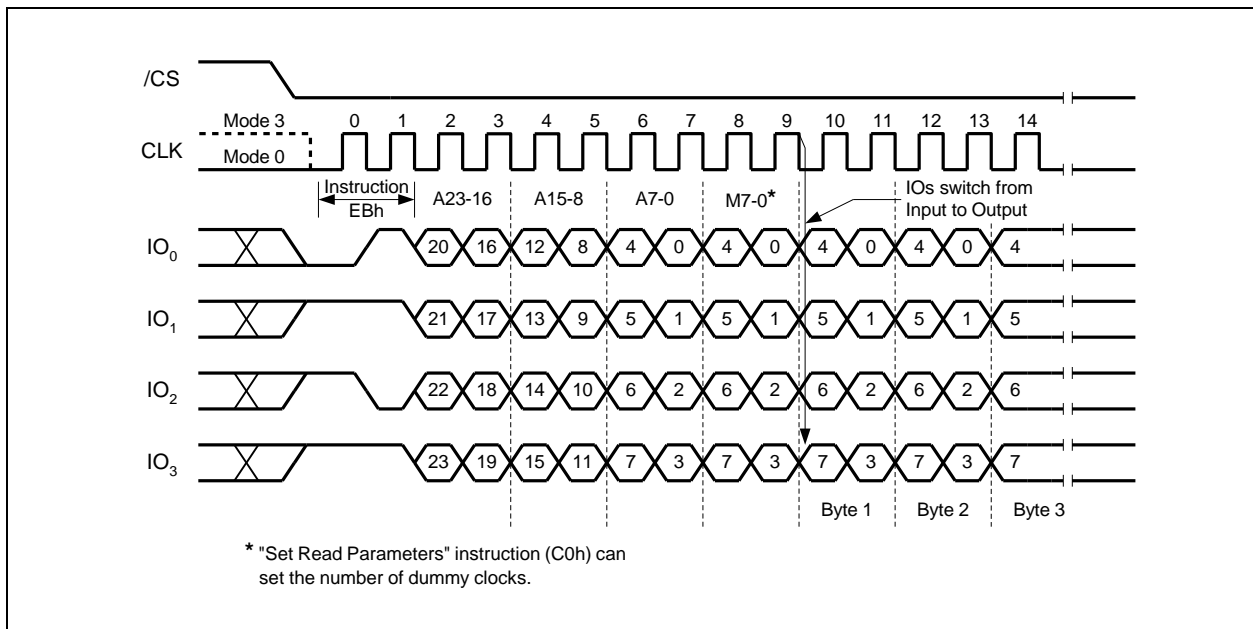 /CS
Mode 3
0 1 2 3 4 5 6 7 8 9 10 11 12 13 14
CLK
Mode 0
Instruction
EBh
A23-16
A15-8
A7-0
M7-0*
IOs switch from
Input to Output
IO0
20 16 12 8 4 0 4 0 4 0 4 0 4
IO1
21 17 13 9 5 1 5 1 5 1 5 1 5
IO2
22 18 14 10 6 2 6 2 6 2 6 2 6
IO3
23 19 15 11 7 3 7 3 7 3 7 3 7
Byte 1
Byte 2
Byte 3
* "Set Read Parameters" instruction (C0h) can
set the number of dummy clocks.